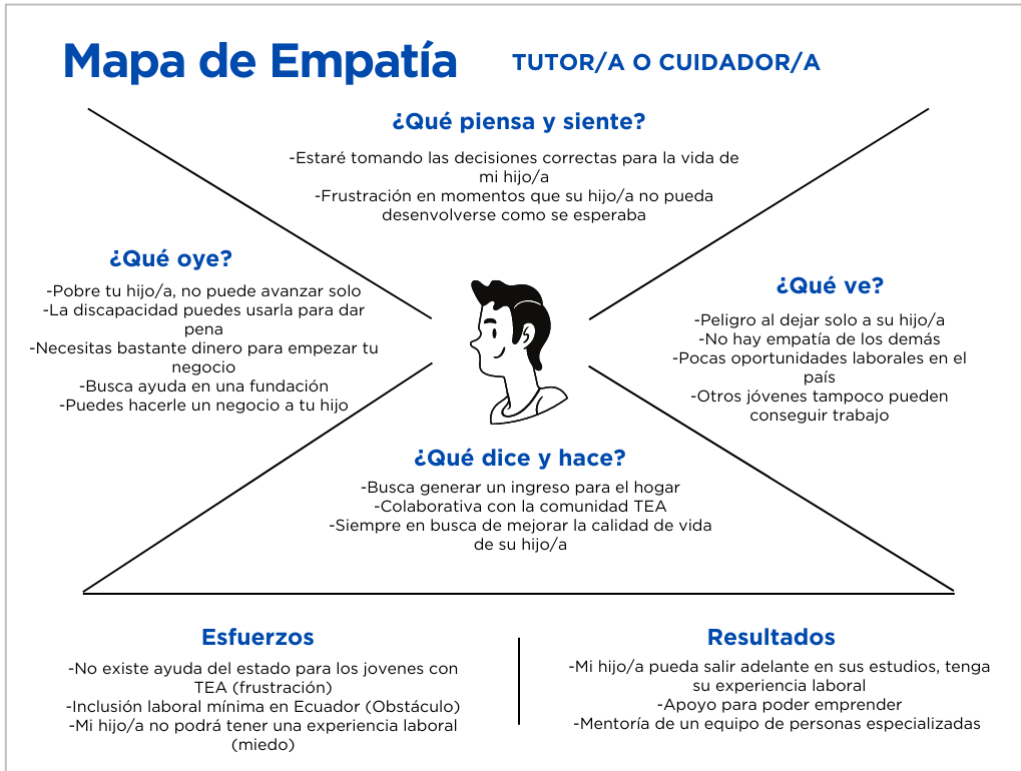 Mapa de Empatía
TUTOR/A O CUIDADOR/A
¿Qué piensa y siente?
-Estaré tomando las decisiones correctas para la vida de
mi hijo/a
-Frustración en momentos que su hijo/a no pueda
desenvolverse como se esperaba
¿Qué oye?
-Pobre tu hijo/a, no puede avanzar solo
-La discapacidad puedes usarla para dar
pena
-Necesitas bastante dinero para empezar tu
negocio
-Busca ayuda en una fundación
-Puedes hacerle un negocio a tu hijo
¿Qué ve?
-Peligro al dejar solo a su hijo/a
-No hay empatía de los demás
-Pocas oportunidades laborales en el
país
-Otros jóvenes tampoco pueden
conseguir trabajo
¿Qué dice y hace?
-Busca generar un ingreso para el hogar
-Colaborativa con la comunidad TEA
-Siempre en busca de mejorar la calidad de vida
de su hijo/a
Esfuerzos
-No existe ayuda del estado para los jovenes con
TEA (frustración)
-Inclusión laboral mínima en Ecuador (Obstáculo)
-Mi hijo/a no podrá tener una experiencia laboral
(miedo)
Resultados
-Mi hijo/a pueda salir adelante en sus estudios, tenga
su experiencia laboral
-Apoyo para poder emprender
-Mentoría de un equipo de personas especializadas